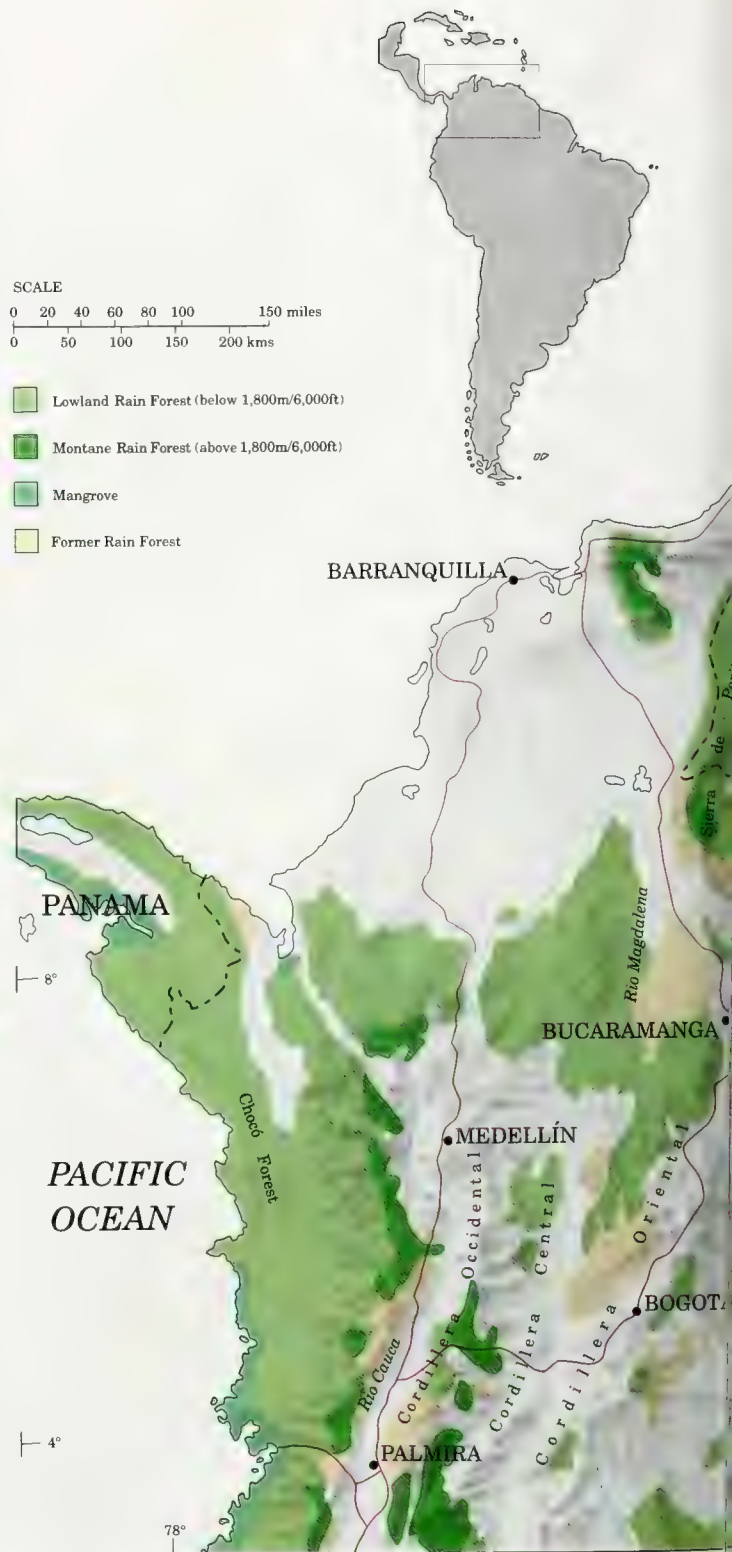 SCALE
0 20 40 60 80 100 150 miles
0 50 100 150 200 kms
Lowland Rain Forest (below 1,800m/6,000ft)
Montane Rain Forest (above 1,800m/6,000ft)
Mangrove
Former Rain Forest
BARRANQUILLA
Sierra de
PANAMA
Rio Magdalena
8°
BUCARAMANGA
Chocó Forest
MEDELLÍN
PACIFIC
OCEAN
Cordillera Occidental
Cordillera Central
Cordillera Oriental
BOGOT
Rio Cauca
4°
PALMIRA
78°